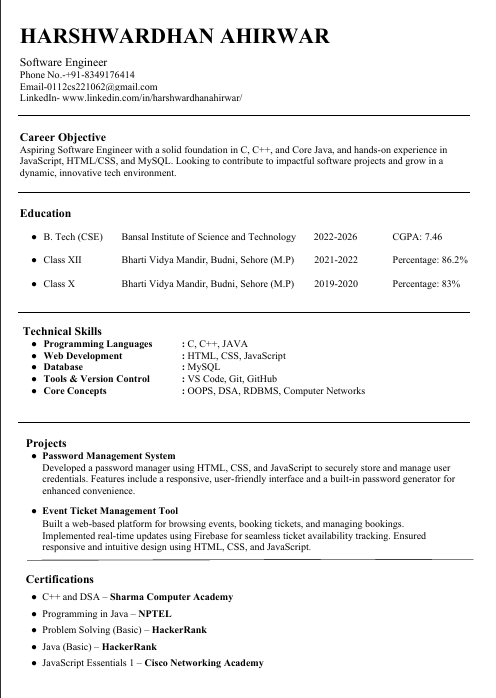 HARSHWARDHAN AHIRWAR
Software Engineer
Phone No.-+91-8349176414
Email-0112cs221062@gmail.com
LinkedIn- www.linkedin.com/in/harshwardhanahirwar/
Career Objective
Aspiring Software Engineer with a solid foundation in C, C++, and Core Java, and hands-on experience in
JavaScript, HTML/CSS, and MySQL. Looking to contribute to impactful software projects and grow in a
dynamic, innovative tech environment.
Education
● B. Tech (CSE) Bansal Institute of Science and Technology 2022-2026 CGPA: 7.46
● Class XII Bharti Vidya Mandir, Budni, Sehore (M.P) 2021-2022 Percentage: 86.2%
● Class X Bharti Vidya Mandir, Budni, Sehore (M.P) 2019-2020 Percentage: 83%
Technical Skills
● Programming Languages : C, C++, JAVA
● Web Development : HTML, CSS, JavaScript
● Database : MySQL
● Tools & Version Control : VS Code, Git, GitHub
● Core Concepts : OOPS, DSA, RDBMS, Computer Networks
Projects
● Password Management System
Developed a password manager using HTML, CSS, and JavaScript to securely store and manage user
credentials. Features include a responsive, user-friendly interface and a built-in password generator for
enhanced convenience.
● Event Ticket Management Tool
Built a web-based platform for browsing events, booking tickets, and managing bookings.
Implemented real-time updates using Firebase for seamless ticket availability tracking. Ensured
responsive and intuitive design using HTML, CSS, and JavaScript.
Certifications
● C++ and DSA – Sharma Computer Academy
● Programming in Java – NPTEL
● Problem Solving (Basic) – HackerRank
● Java (Basic) – HackerRank
● JavaScript Essentials 1 – Cisco Networking Academy